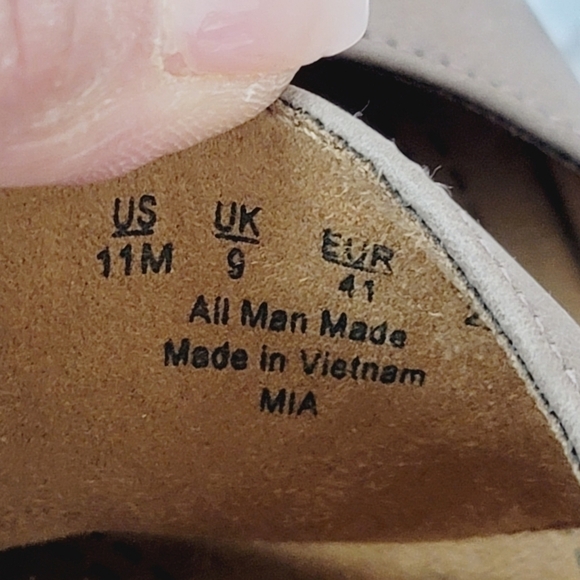 US UK EUR
11M 9 41
All Man Made
Made in Vietnam
MIA